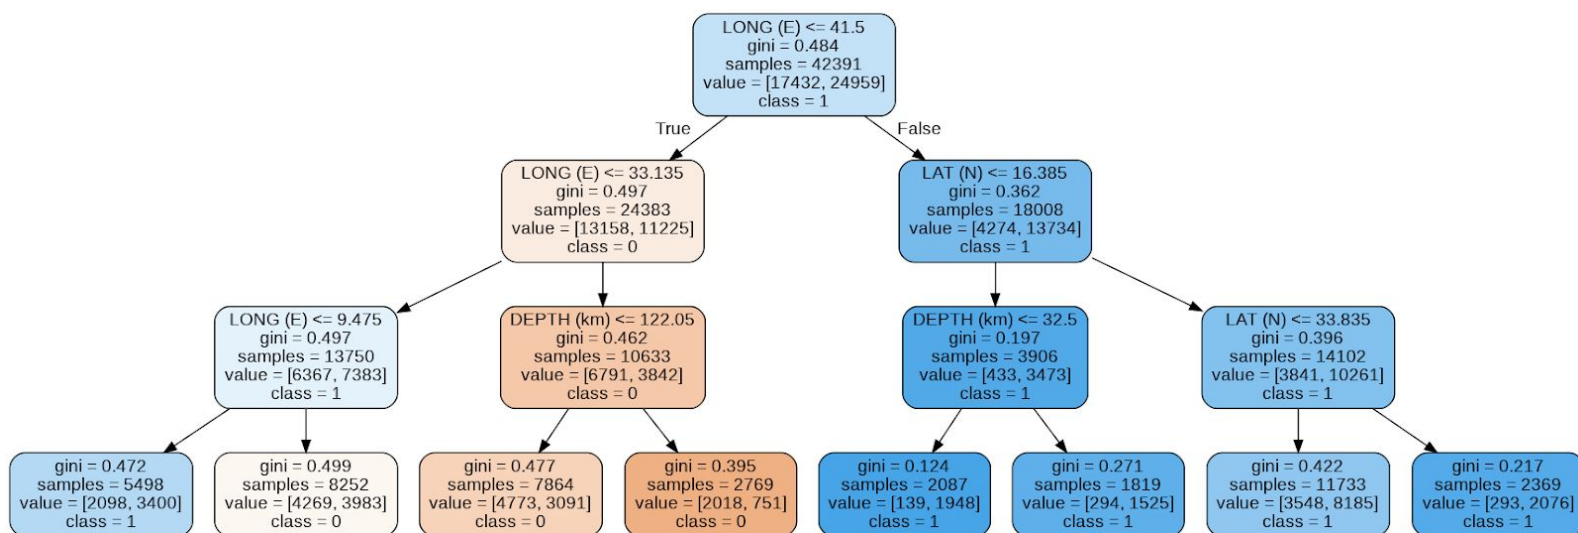 LONG (E) <= 41.5
gini = 0.484
samples = 42391
value = [17432, 24959]
class = 1
True
False
LONG (E) <= 33.135
gini = 0.497
samples = 24383
value = [13158, 11225]
class = 0
LAT (N) <= 16.385
gini = 0.362
samples = 18008
value = [4274, 13734]
class = 1
LONG (E) <= 9.475
gini = 0.497
samples = 13750
value = [6367, 7383]
class = 1
DEPTH (km) <= 122.05
gini = 0.462
samples = 10633
value = [6791, 3842]
class = 0
DEPTH (km) <= 32.5
gini = 0.197
samples = 3906
value = [433, 3473]
class = 1
LAT (N) <= 33.835
gini = 0.396
samples = 14102
value = [3841, 10261]
class = 1
gini = 0.472
samples = 5498
value = [2098, 3400]
class = 1
gini = 0.499
samples = 8252
value = [4269, 3983]
class = 0
gini = 0.477
samples = 7864
value = [4773, 3091]
class = 0
gini = 0.395
samples = 2769
value = [2018, 751]
class = 0
gini = 0.124
samples = 2087
value = [139, 1948]
class = 1
gini = 0.271
samples = 1819
value = [294, 1525]
class = 1
gini = 0.422
samples = 11733
value = [3548, 8185]
class = 1
gini = 0.217
samples = 2369
value = [293, 2076]
class = 1